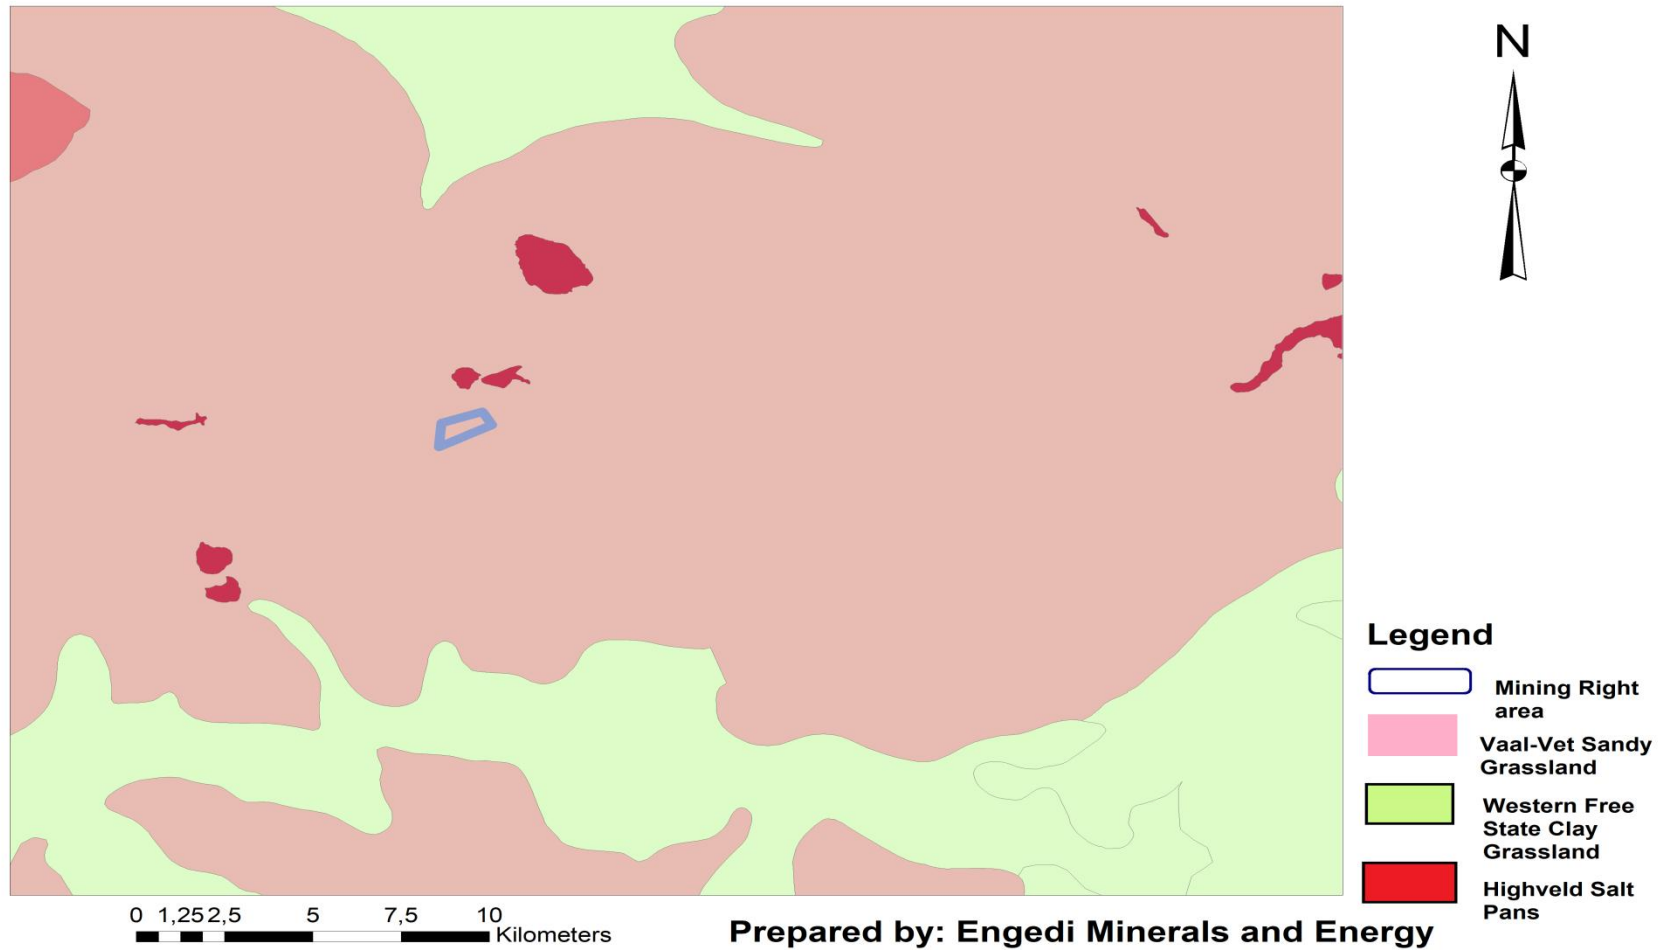 N
Legend
Mining Right
area
Vaal-Vet Sandy
Grassland
Western Free
State Clay
Grassland
Highveld Salt
Pans
0 1,25 2,5 5 7,5 10
Kilometers
Prepared by: Engedi Minerals and Energy